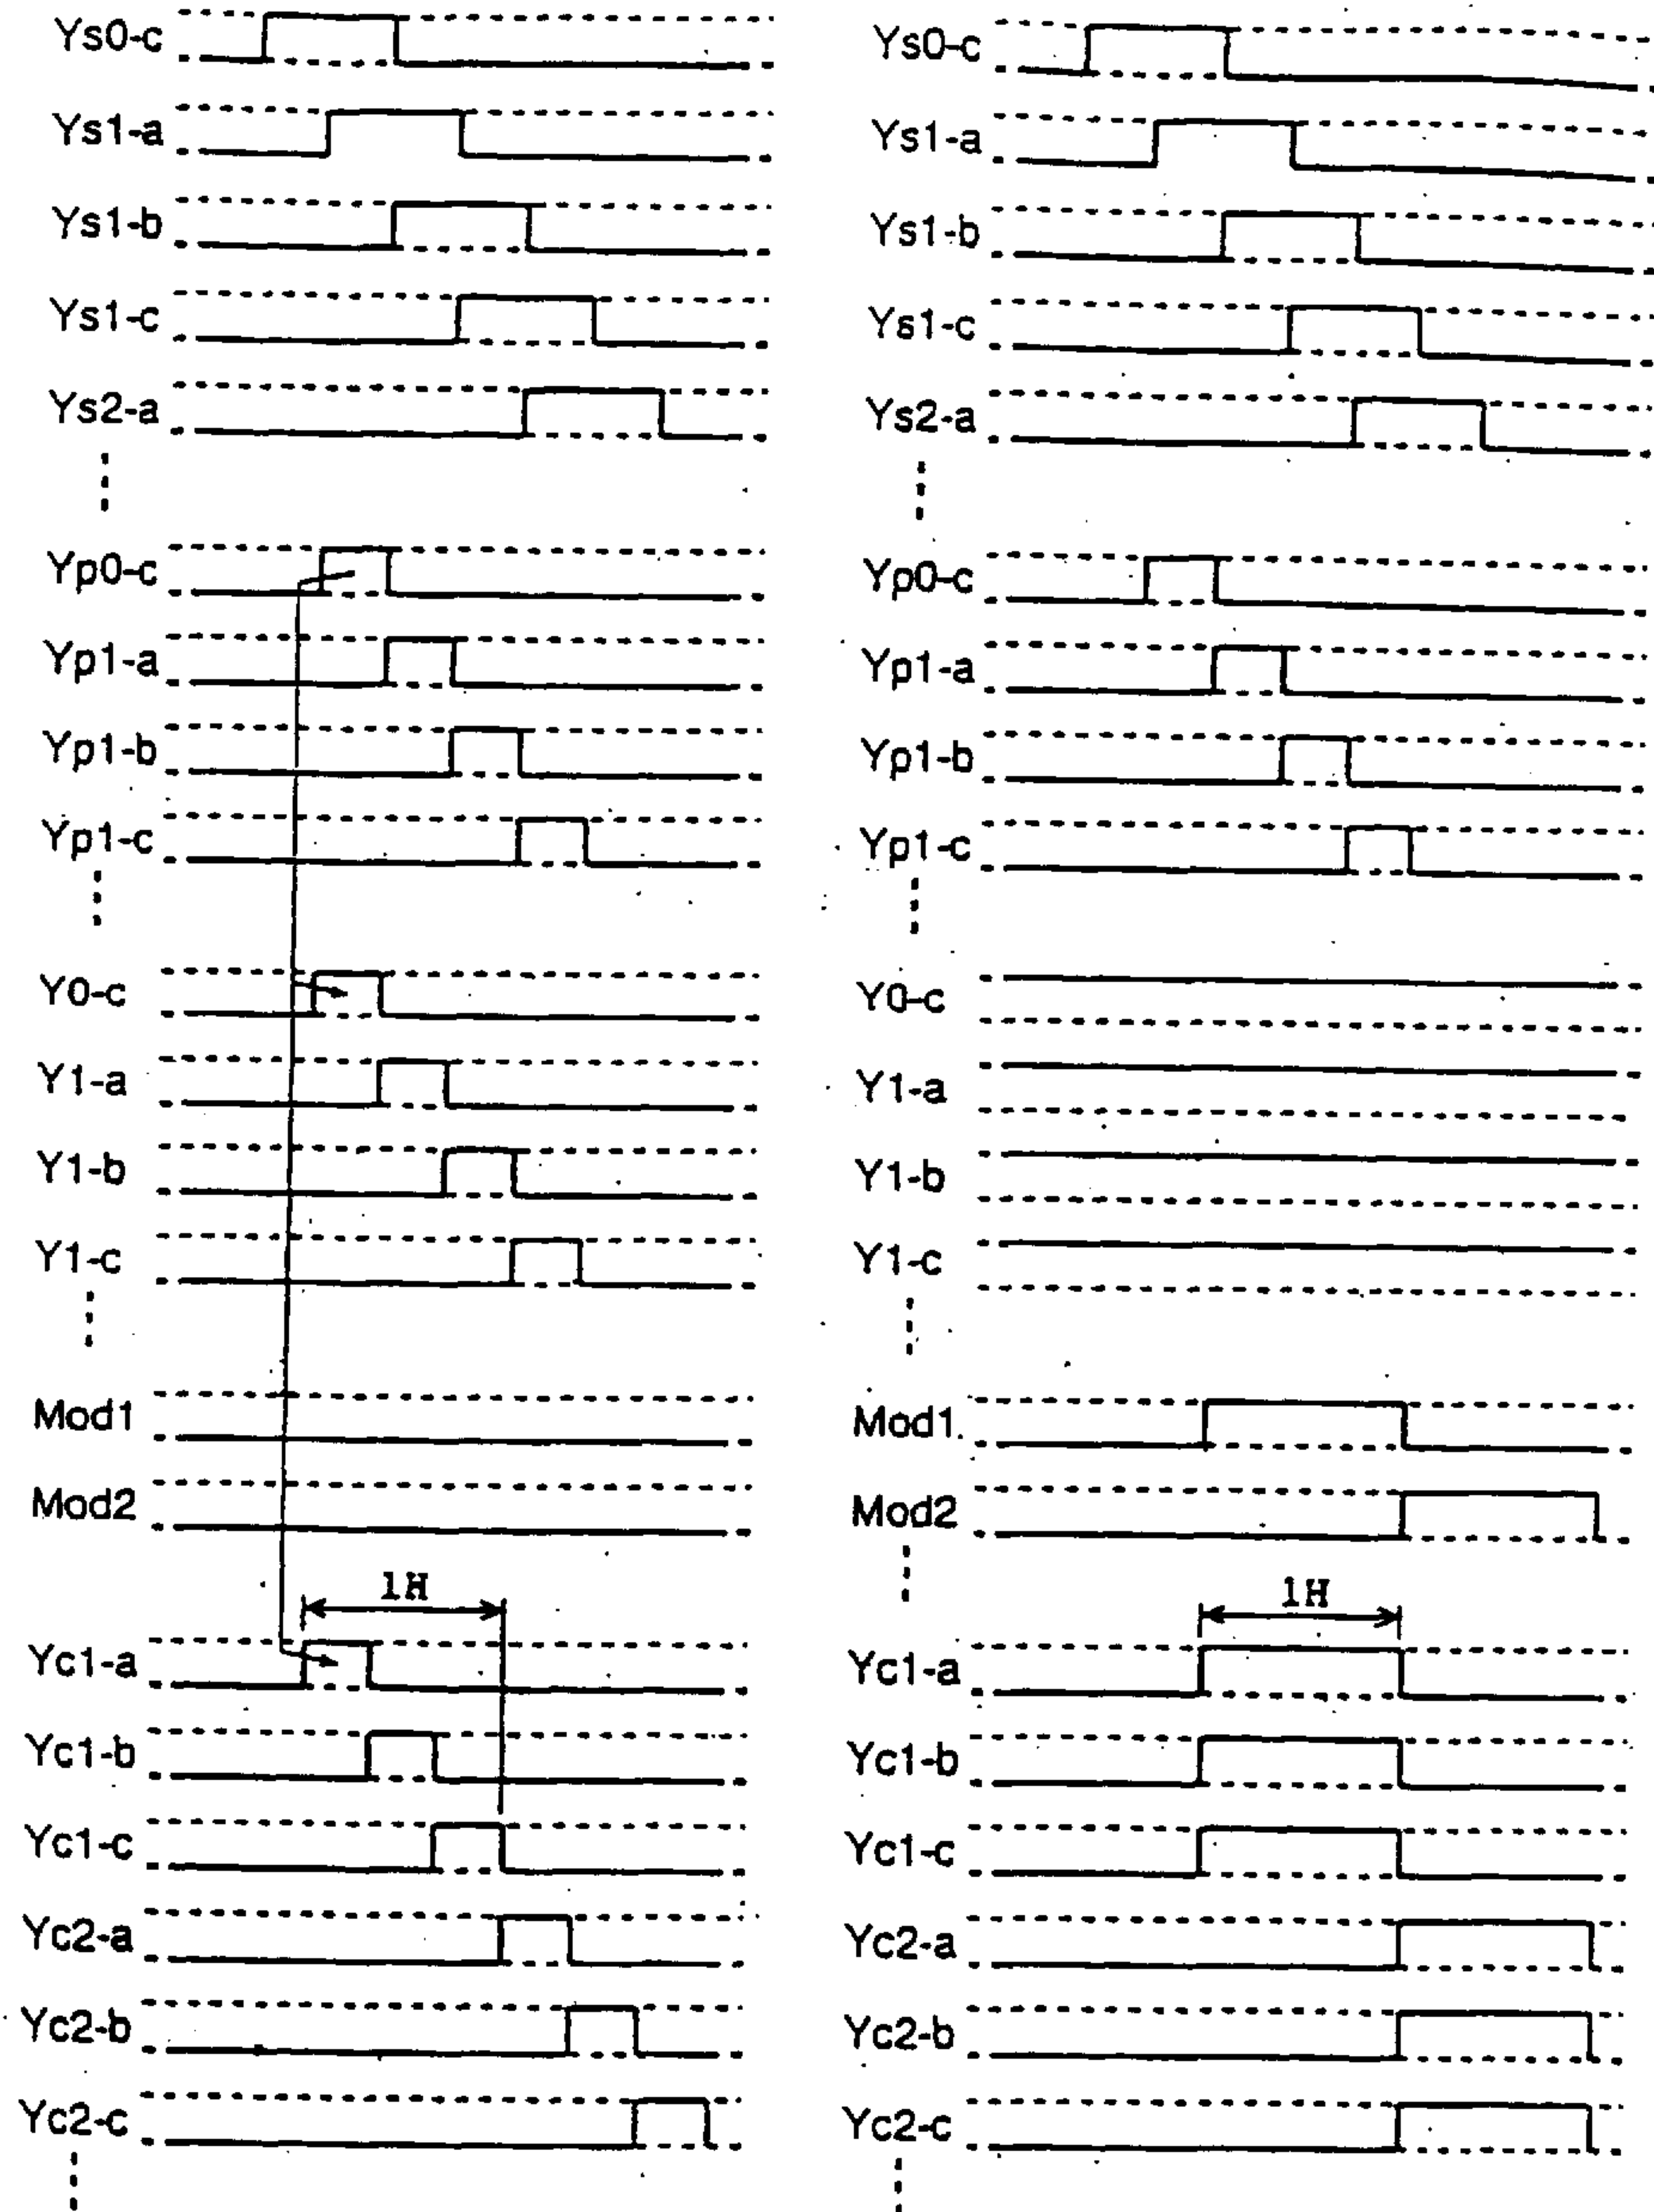 Ys0-c
Ys1-a
Ys1-b
Ys1-c
Ys2-a
Yp0-c
Yp1-a
Yp1-b
Yp1-c
Y0-c
Y1-a
Y1-b
Y1-c
Mod1
Mod2
1H
Yc1-a
Yc1-b
Yc1-c
Yc2-a
Yc2-b
Yc2-c
Ys0-c
Ys1-a
Ys1-b
Ys1-c
Ys2-a
Yp0-c
Yp1-a
Yp1-b
Yp1-c
Y0-c
Y1-a
Y1-b
Y1-c
Mod1
Mod2
1H
Yc1-a
Yc1-b
Yc1-c
Yc2-a
Yc2-b
Yc2-c